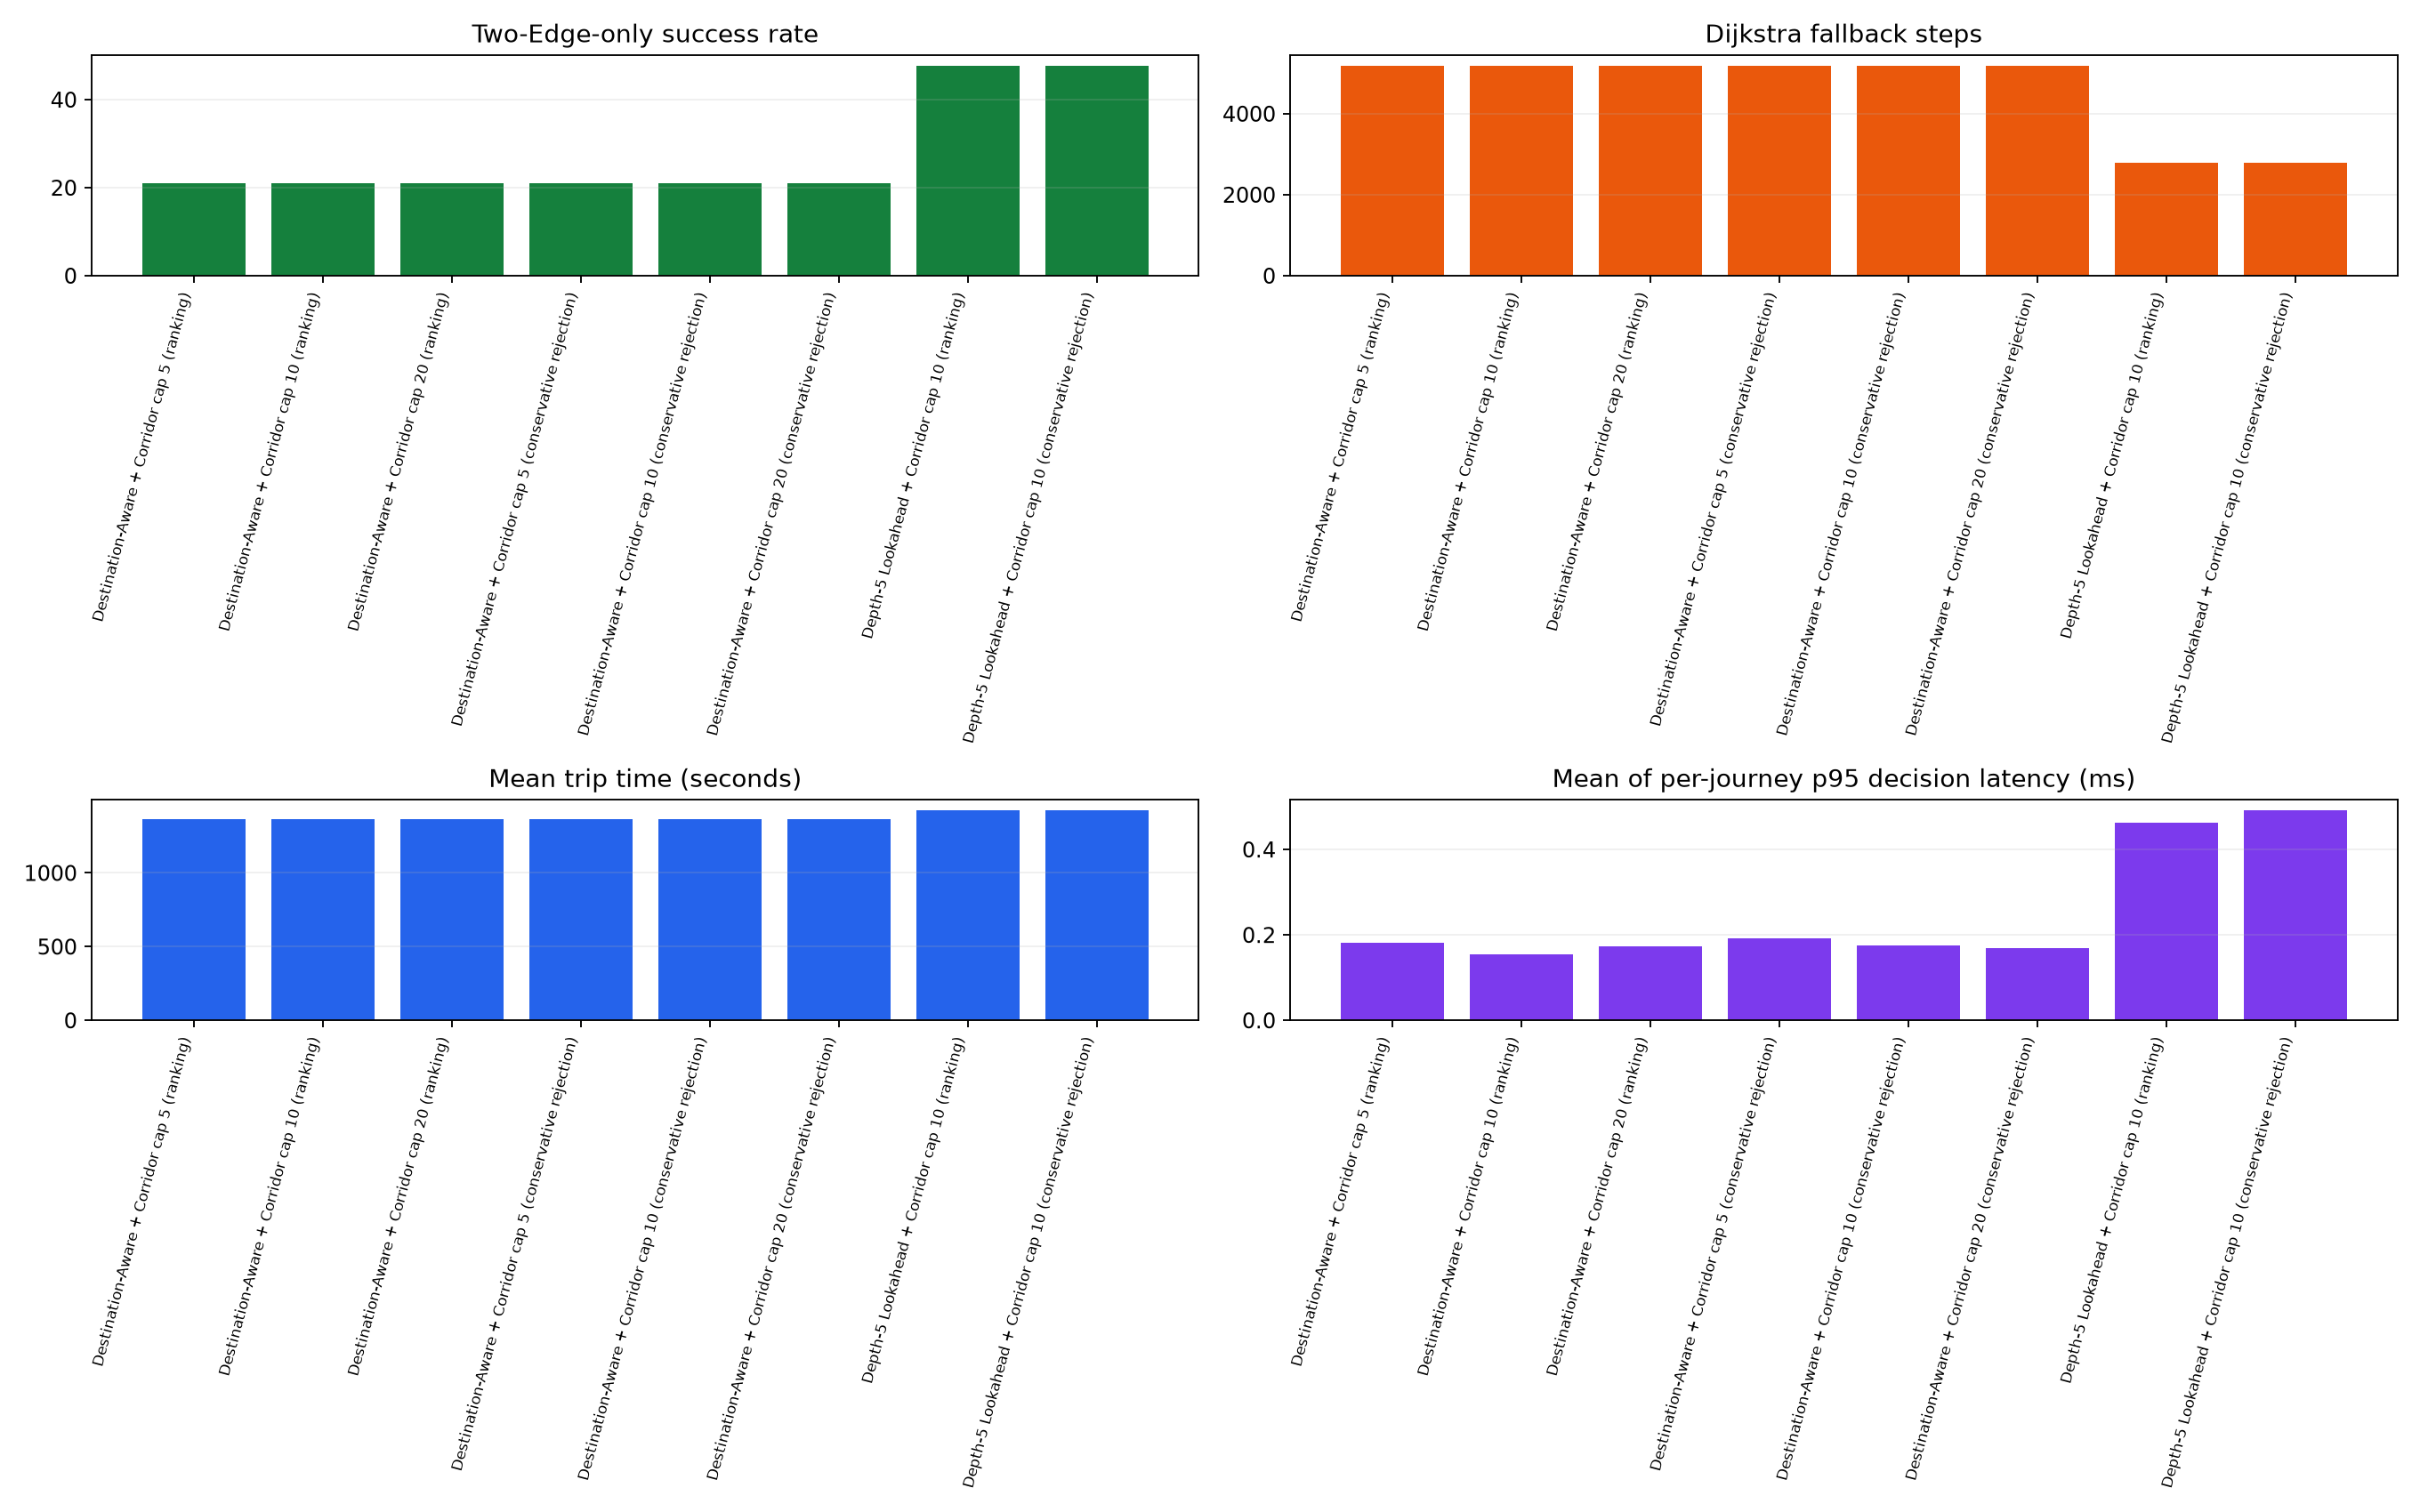 Two-Edge-only success rate
40
20
0
Destination-Aware + Corridor cap 5 (ranking)
Destination-Aware + Corridor cap 10 (ranking)
Destination-Aware + Corridor cap 20 (ranking)
Destination-Aware + Corridor cap 5 (conservative rejection)
Destination-Aware + Corridor cap 10 (conservative rejection)
Destination-Aware + Corridor cap 20 (conservative rejection)
Depth-5 Lookahead + Corridor cap 10 (ranking)
Depth-5 Lookahead + Corridor cap 10 (conservative rejection)
Dijkstra fallback steps
4000
2000
0
Destination-Aware + Corridor cap 5 (ranking)
Destination-Aware + Corridor cap 10 (ranking)
Destination-Aware + Corridor cap 20 (ranking)
Destination-Aware + Corridor cap 5 (conservative rejection)
Destination-Aware + Corridor cap 10 (conservative rejection)
Destination-Aware + Corridor cap 20 (conservative rejection)
Depth-5 Lookahead + Corridor cap 10 (ranking)
Depth-5 Lookahead + Corridor cap 10 (conservative rejection)
Mean trip time (seconds)
1000
500
0
Destination-Aware + Corridor cap 5 (ranking)
Destination-Aware + Corridor cap 10 (ranking)
Destination-Aware + Corridor cap 20 (ranking)
Destination-Aware + Corridor cap 5 (conservative rejection)
Destination-Aware + Corridor cap 10 (conservative rejection)
Destination-Aware + Corridor cap 20 (conservative rejection)
Depth-5 Lookahead + Corridor cap 10 (ranking)
Depth-5 Lookahead + Corridor cap 10 (conservative rejection)
Mean of per-journey p95 decision latency (ms)
0.4
0.2
0.0
Destination-Aware + Corridor cap 5 (ranking)
Destination-Aware + Corridor cap 10 (ranking)
Destination-Aware + Corridor cap 20 (ranking)
Destination-Aware + Corridor cap 5 (conservative rejection)
Destination-Aware + Corridor cap 10 (conservative rejection)
Destination-Aware + Corridor cap 20 (conservative rejection)
Depth-5 Lookahead + Corridor cap 10 (ranking)
Depth-5 Lookahead + Corridor cap 10 (conservative rejection)